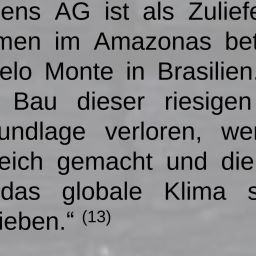 ens AG ist als Zuliefe
men im Amazonas bet
elo Monte in Brasilien.
Bau dieser riesigen
undlage verloren, we
eich gemacht und die
das globale Klima s
ieben.“ (13)